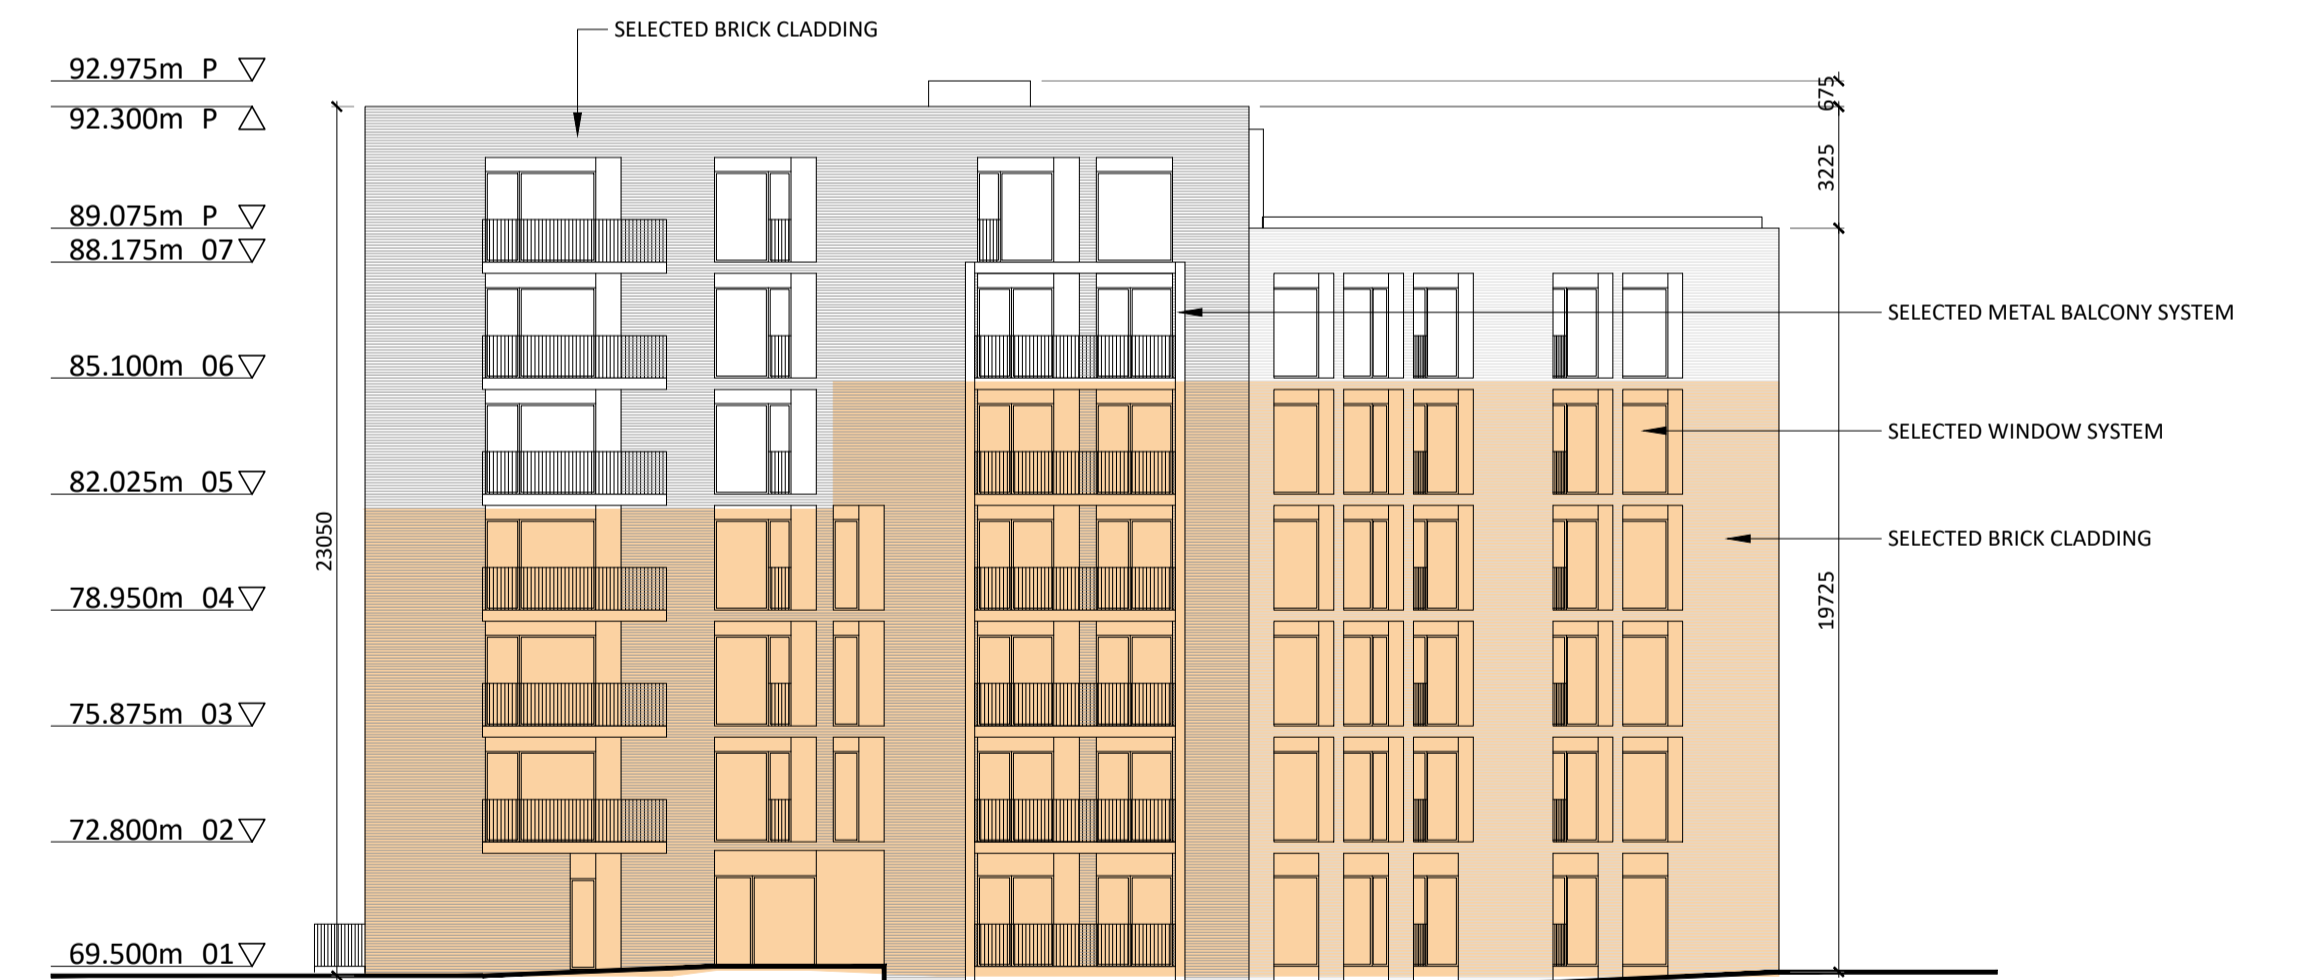 SELECTED BRICK CLADDING
92.975m P
675
92.300m P
3225
89.075m P
88.175m 07
SELECTED METAL BALCONY SYSTEM
85.100m 06
SELECTED WINDOW SYSTEM
82.025m 05
23050
SELECTED BRICK CLADDING
78.950m 04
19725
75.875m 03
72.800m 02
69.500m 01